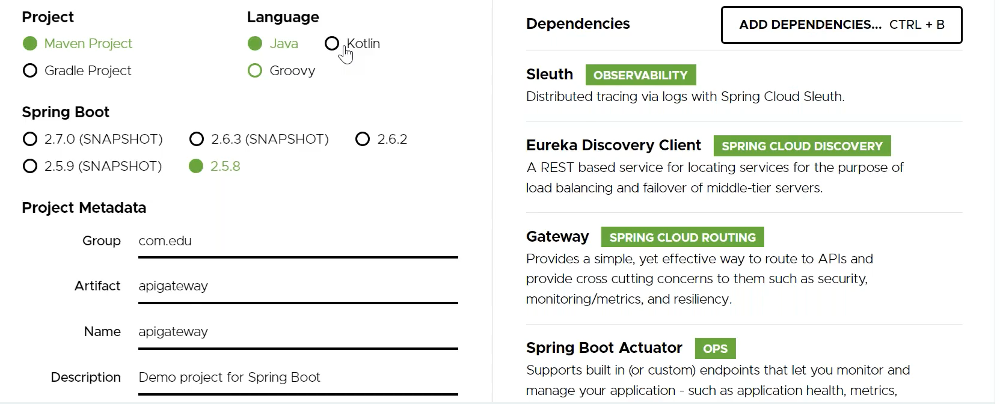 Project
Maven Project
Gradle Project
Language
Java
Kotlin
Groovy
Spring Boot
2.7.0 (SNAPSHOT)
2.6.3 (SNAPSHOT)
2.6.2
2.5.9 (SNAPSHOT)
2.5.8
Project Metadata
Group com.edu
Artifact apigateway
Name apigateway
Description Demo project for Spring Boot
Dependencies
ADD DEPENDENCIES... CTRL + B
Sleuth OBSERVABILITY
Distributed tracing via logs with Spring Cloud Sleuth.
Eureka Discovery Client SPRING CLOUD DISCOVERY
A REST based service for locating services for the purpose of
load balancing and failover of middle-tier servers.
Gateway SPRING CLOUD ROUTING
Provides a simple, yet effective way to route to APIs and
provide cross cutting concerns to them such as security,
monitoring/metrics, and resiliency.
Spring Boot Actuator OPS
Supports built in (or custom) endpoints that let you monitor and
manage your application - such as application health, metrics,